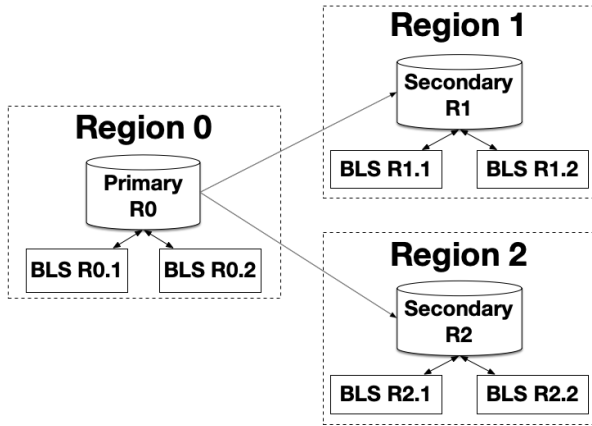 Region 0
Primary
R0
BLS R0.1
BLS R0.2
Region 1
Secondary
R1
BLS R1.1
BLS R1.2
Region 2
Secondary
R2
BLS R2.1
BLS R2.2